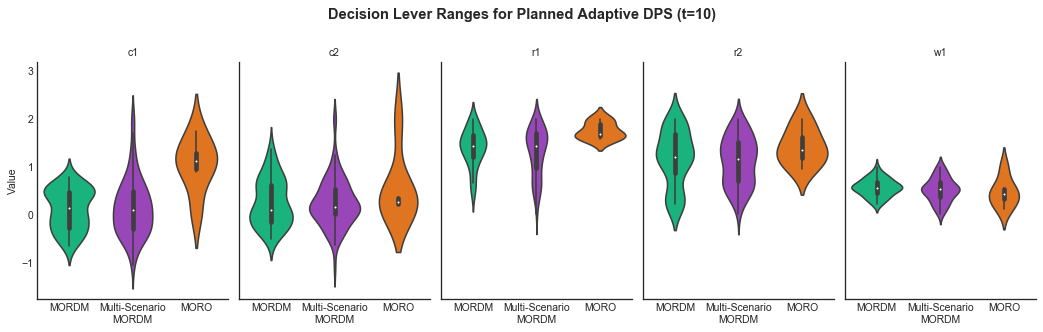 Decision Lever Ranges for Planned Adaptive DPS (t=10)
c1
c2
r1
r2
w1
Value
3
2
1
0
−1
MORDM
Multi-Scenario
MORDM
MORO
MORDM
Multi-Scenario
MORDM
MORO
MORDM
Multi-Scenario
MORDM
MORO
MORDM
Multi-Scenario
MORDM
MORO
MORDM
Multi-Scenario
MORDM
MORO